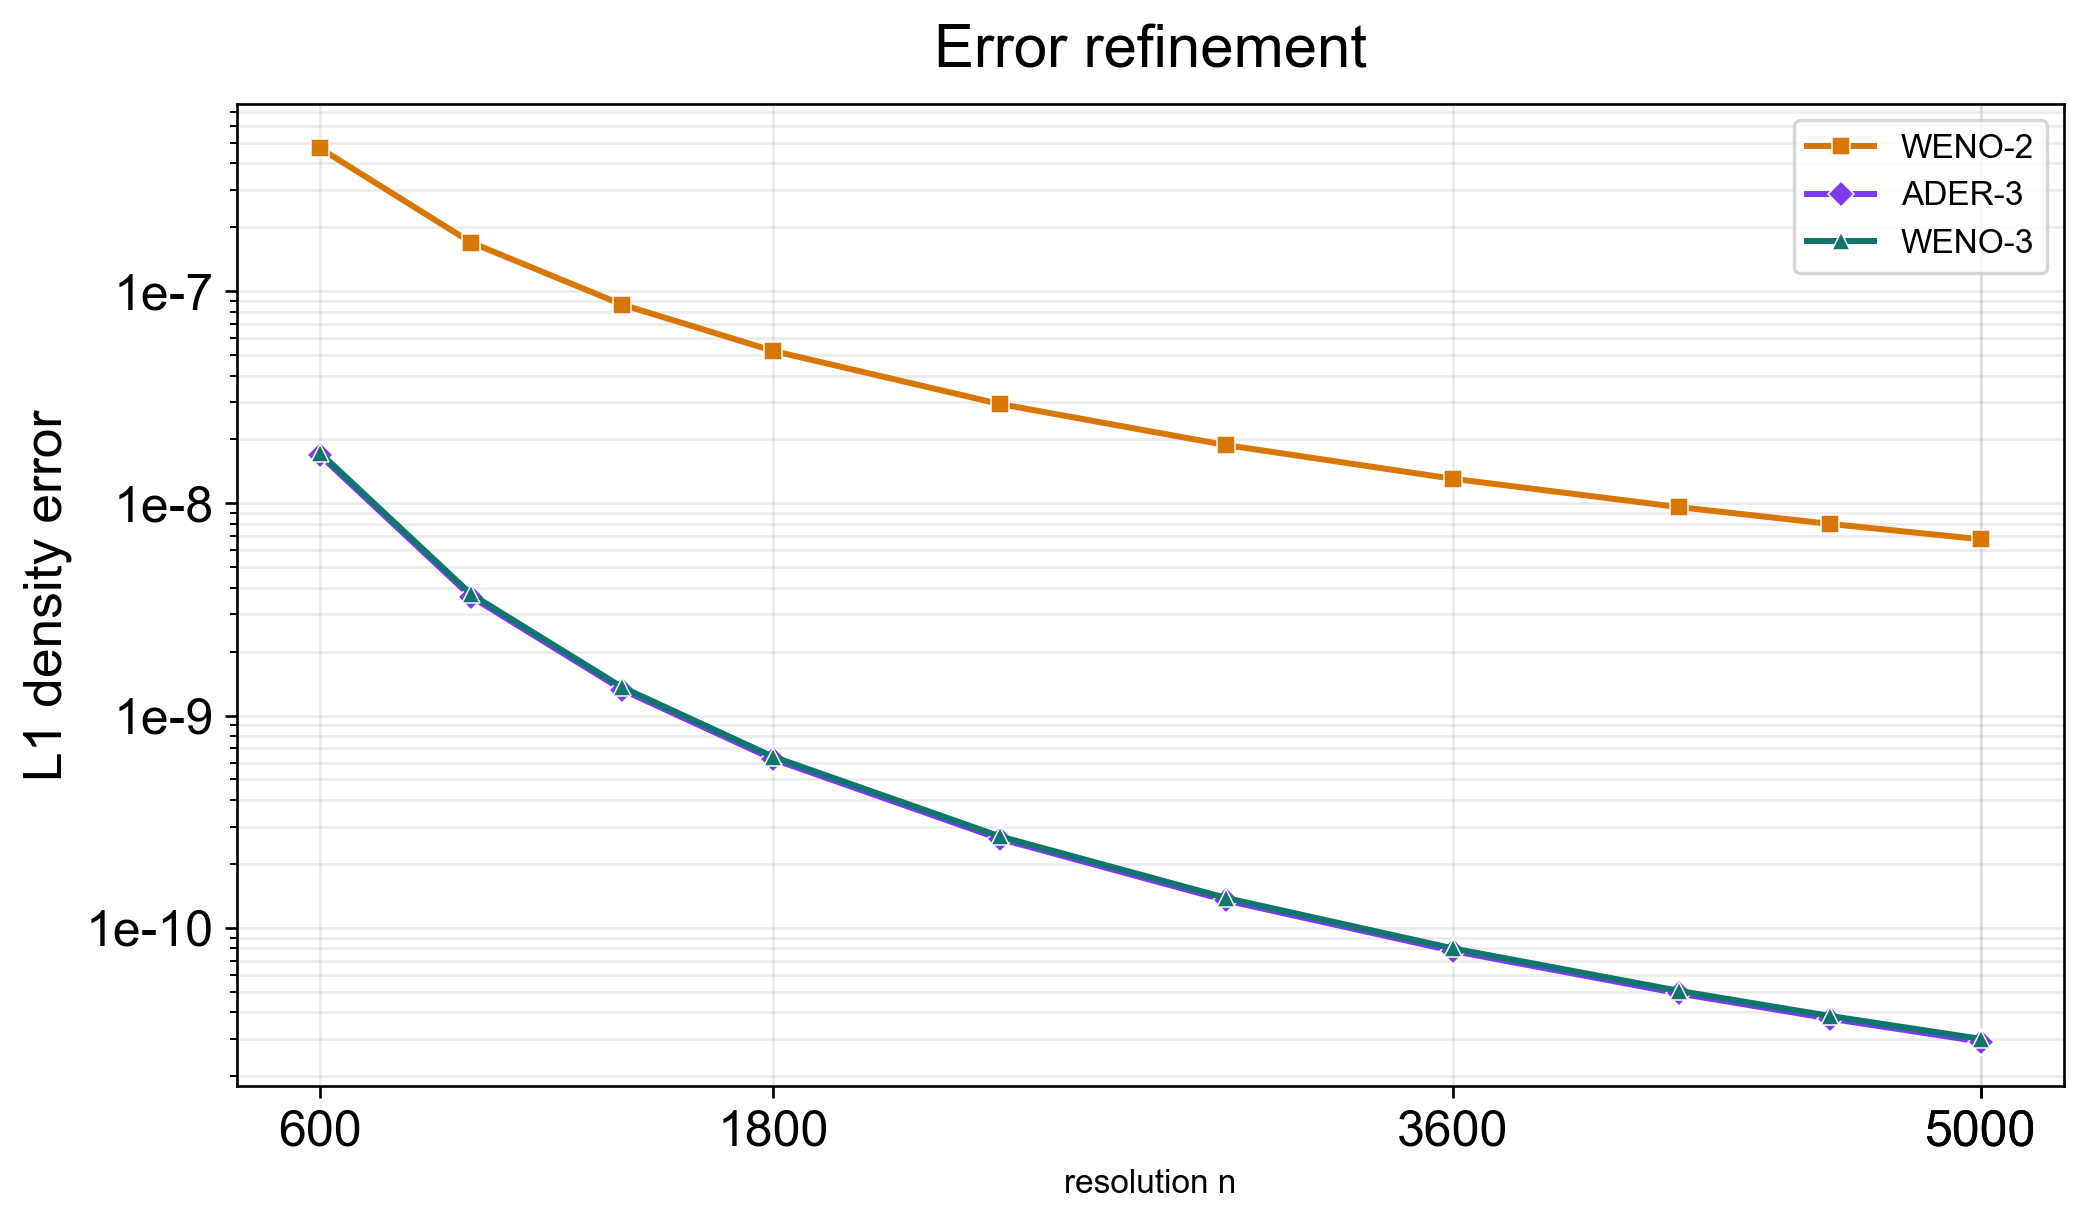 Error refinement
WENO-2
ADER-3
WENO-3
L1 density error
1e-7
1e-8
1e-9
1e-10
600 1800 3600 5000
resolution n